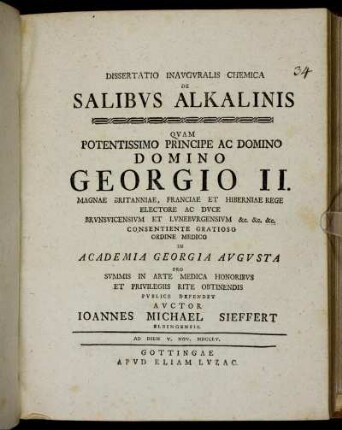 34
DISSERTATIO INAVGVRALIS CHEMICA
DE
SALIBVS ALKALINIS
QVAM
POTENTISSIMO PRINCIPE AC DOMINO
DOMINO
GEORGIO II.
MAGNAE BRITANNIAE, FRANCIAE ET HIBERNIAE REGE
ELECTORE AC DVCE
BRVNSVICENSIVM ET LVNEBVRGENSIVM &c. &c. &c.
CONSENTIENTE GRATIOSO
ORDINE MEDICO
IN
ACADEMIA GEORGIA AVGVSTA
PRO
SVMMIS IN ARTE MEDICA HONORIBVS
ET PRIVILEGIIS RITE OBTINENDIS
PVBLICE DEFENDET
AVCTOR
IOANNES MICHAEL SIEFFERT
ELBINGENSIS.
AD DIEM V. NOV. MDCCLV.
GOTTINGAE
APVD ELIAM LVZAC.